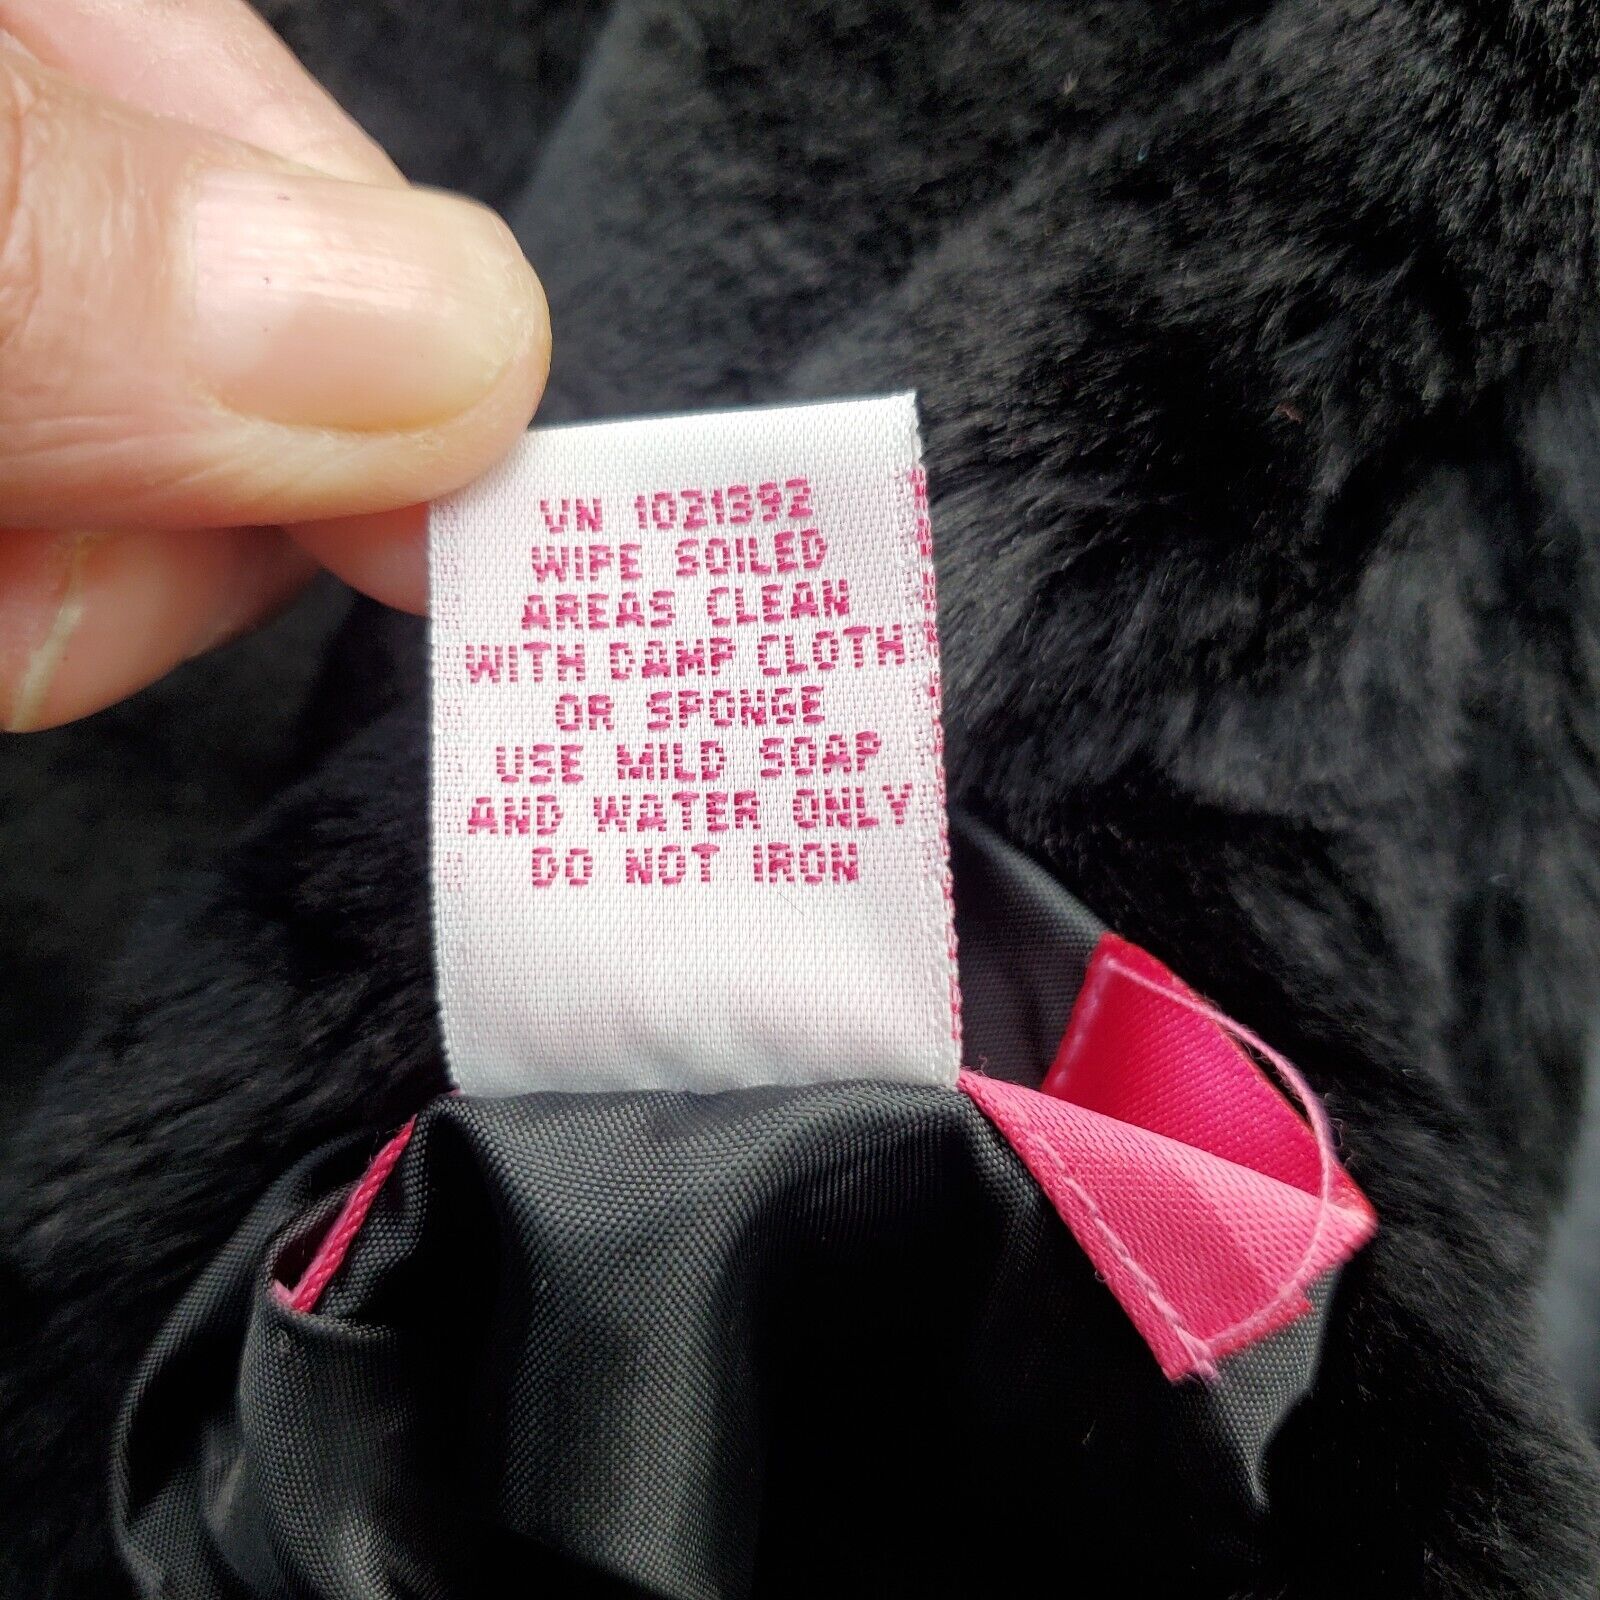 VN 1021392
WIPE SOILED
AREAS CLEAN
WITH DAMP CLOTH
OR SPONGE
USE MILD SOAP
AND WATER ONLY
DO NOT IRON